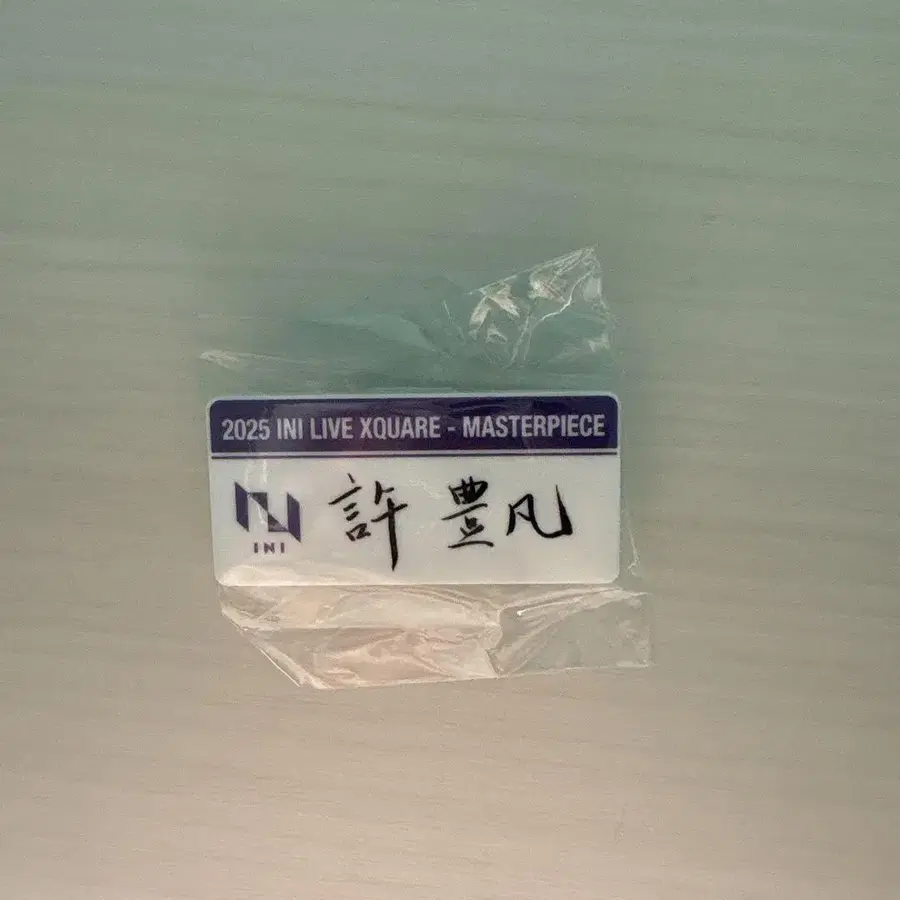 2025 INI LIVE XQUARE - MASTERPIECE
INI
許 豊凡